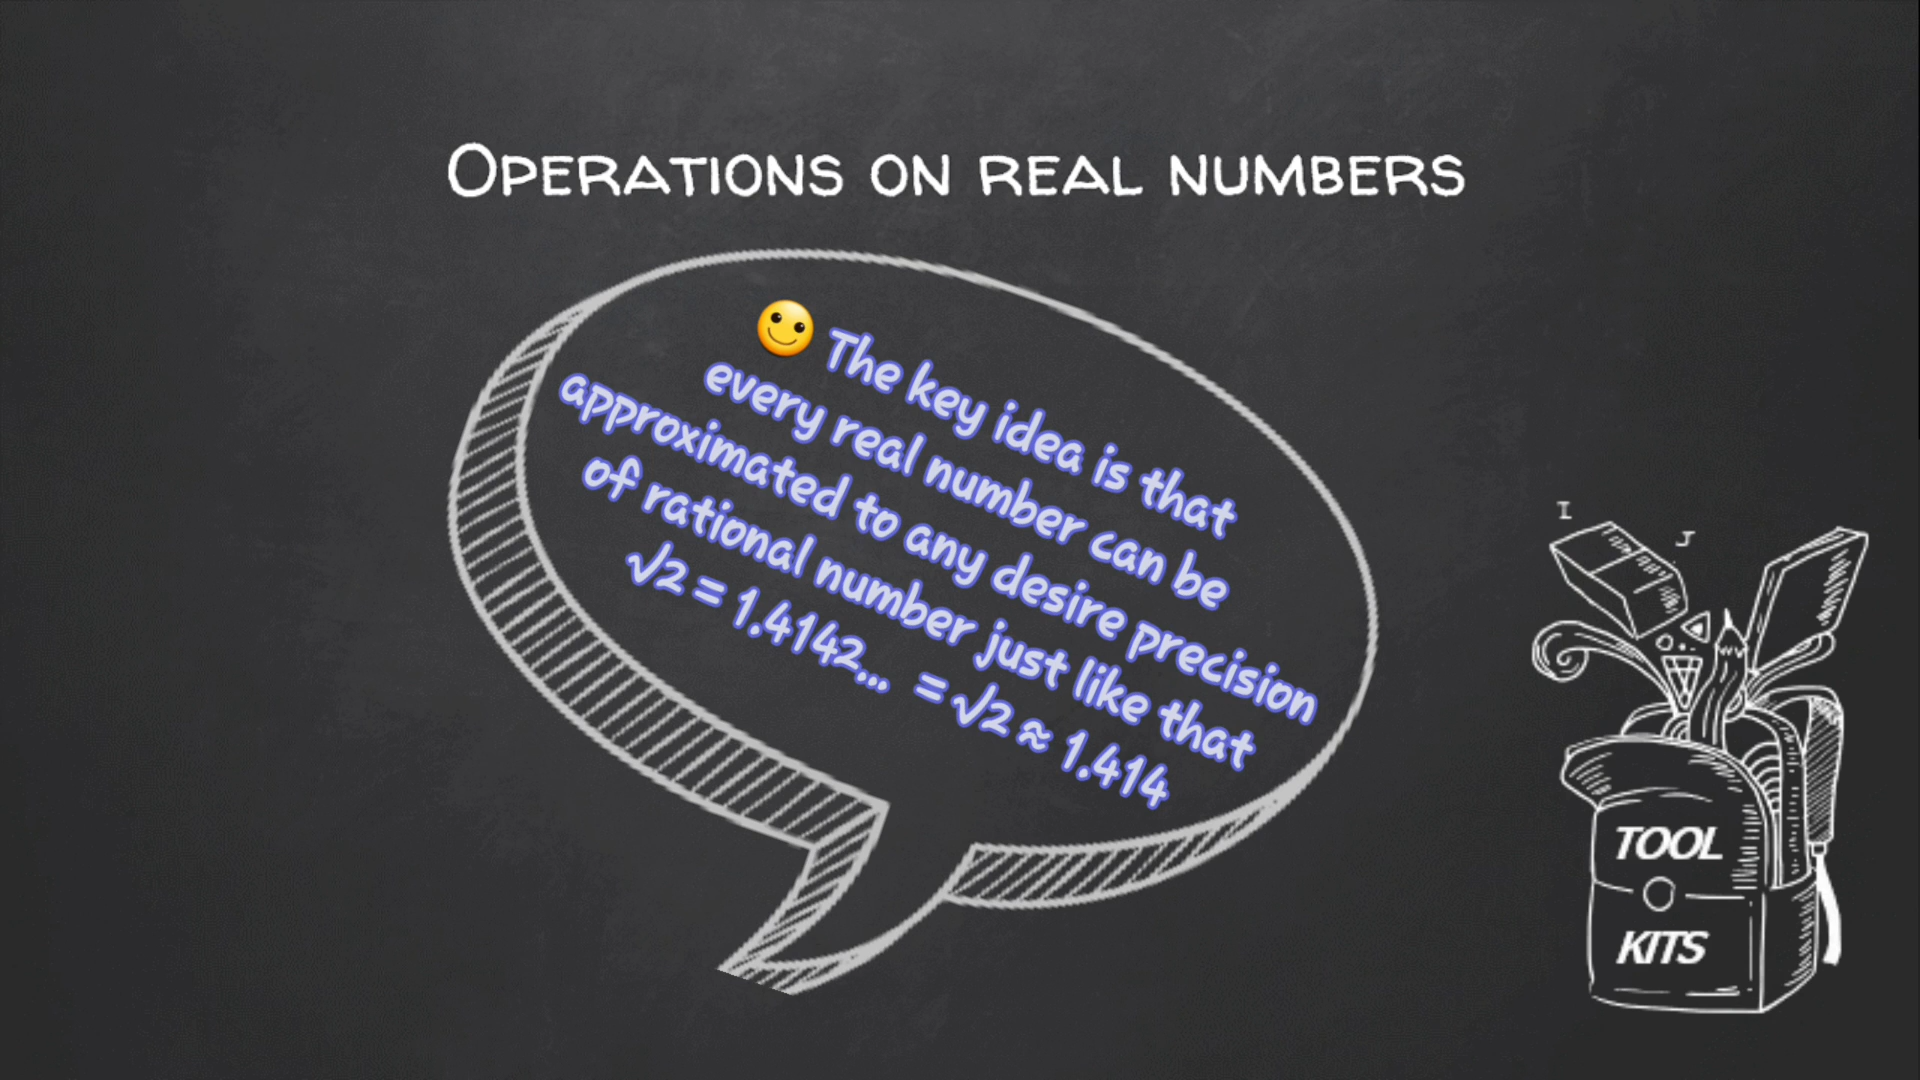 Operations on real numbers
🙂 The key idea is that
every real number can be
approximated to any desire precision
of rational number just like that
√2 = 1.4142... = √2 ≈ 1.414
I
J
TOOL
KITS